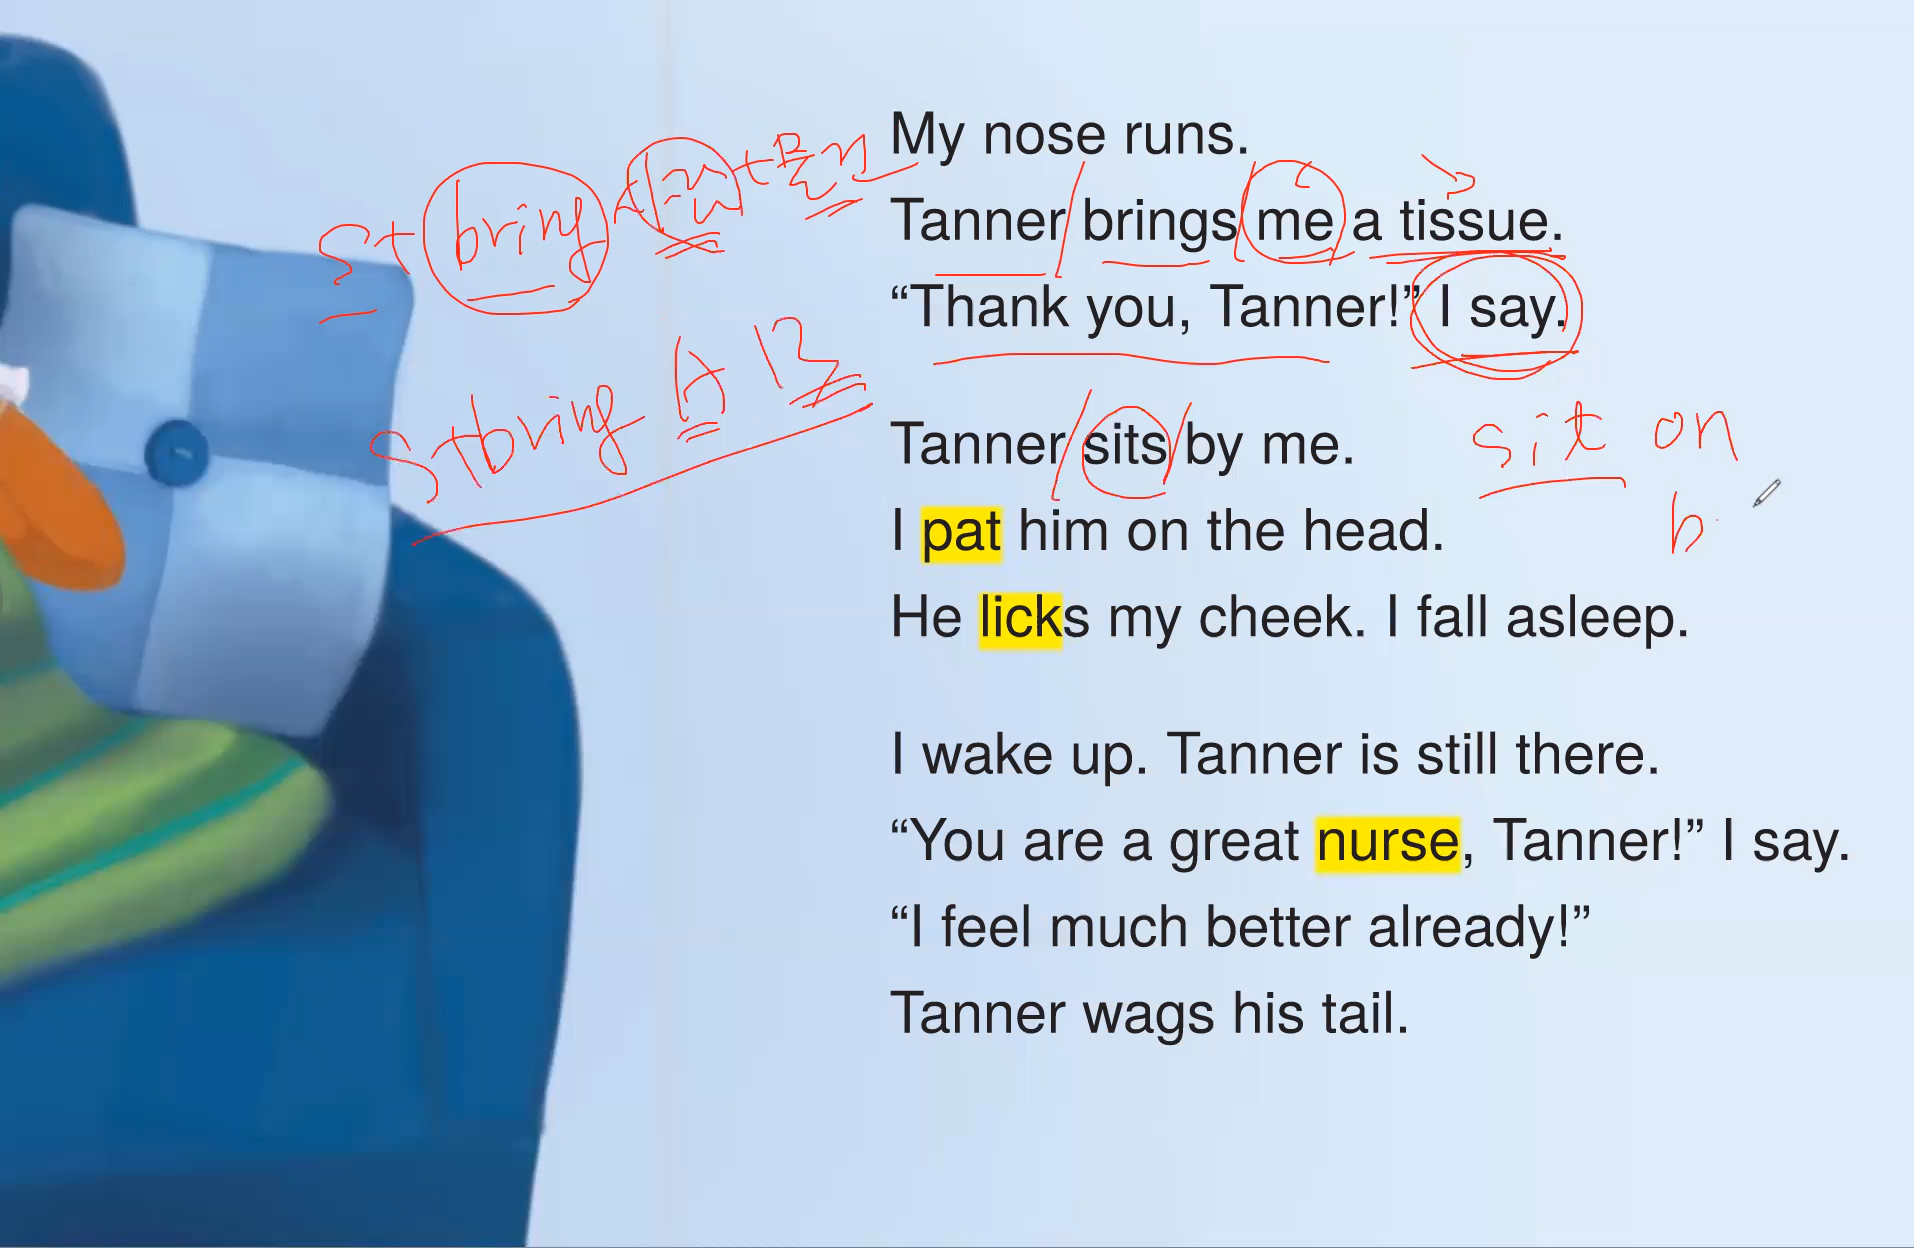 My nose runs.
Tanner brings me a tissue.
“Thank you, Tanner!” I say.
Tanner sits by me.
I pat him on the head.
He licks my cheek. I fall asleep.
I wake up. Tanner is still there.
“You are a great nurse, Tanner!” I say.
“I feel much better already!”
Tanner wags his tail.
S+ bring + +물건
S+bring A B
sit on
b